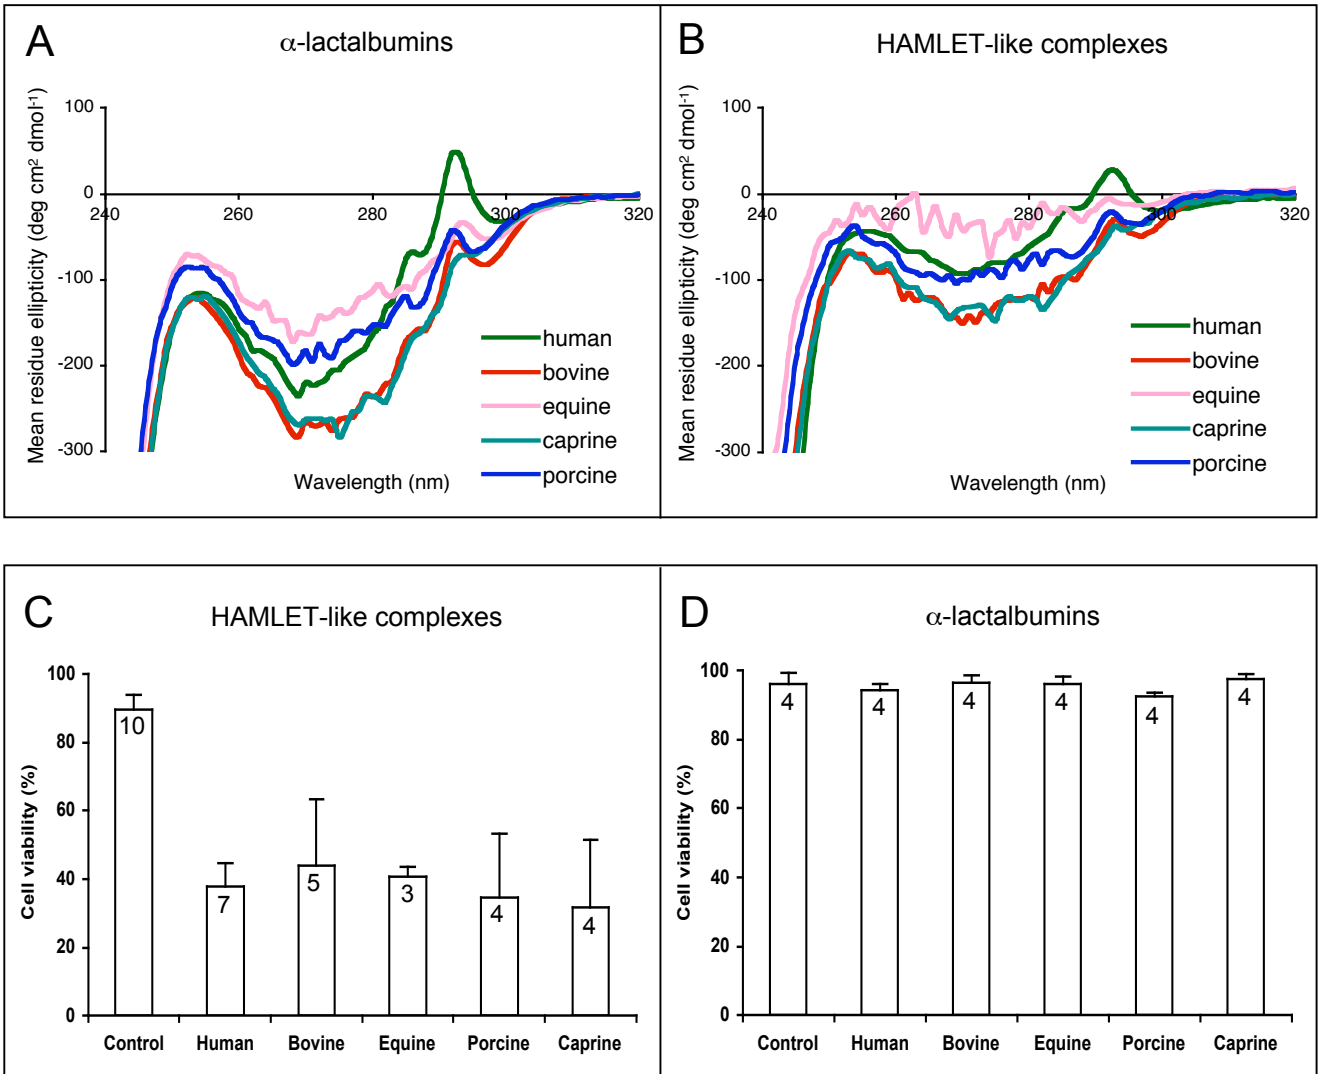 A
α-lactalbumins
Mean residue ellipticity (deg cm² dmol⁻¹)
100
0
-100
-200
-300
240
260
280
300
320
human
bovine
equine
caprine
porcine
Wavelength (nm)
B
HAMLET-like complexes
Mean residue ellipticity (deg cm² dmol⁻¹)
100
0
-100
-200
-300
240
260
280
300
320
human
bovine
equine
caprine
porcine
Wavelength (nm)
C
HAMLET-like complexes
Cell viability (%)
100
80
60
40
20
0
10
7
5
3
4
4
Control Human Bovine Equine Porcine Caprine
D
α-lactalbumins
Cell viability (%)
100
80
60
40
20
0
4
4
4
4
4
4
Control Human Bovine Equine Porcine Caprine